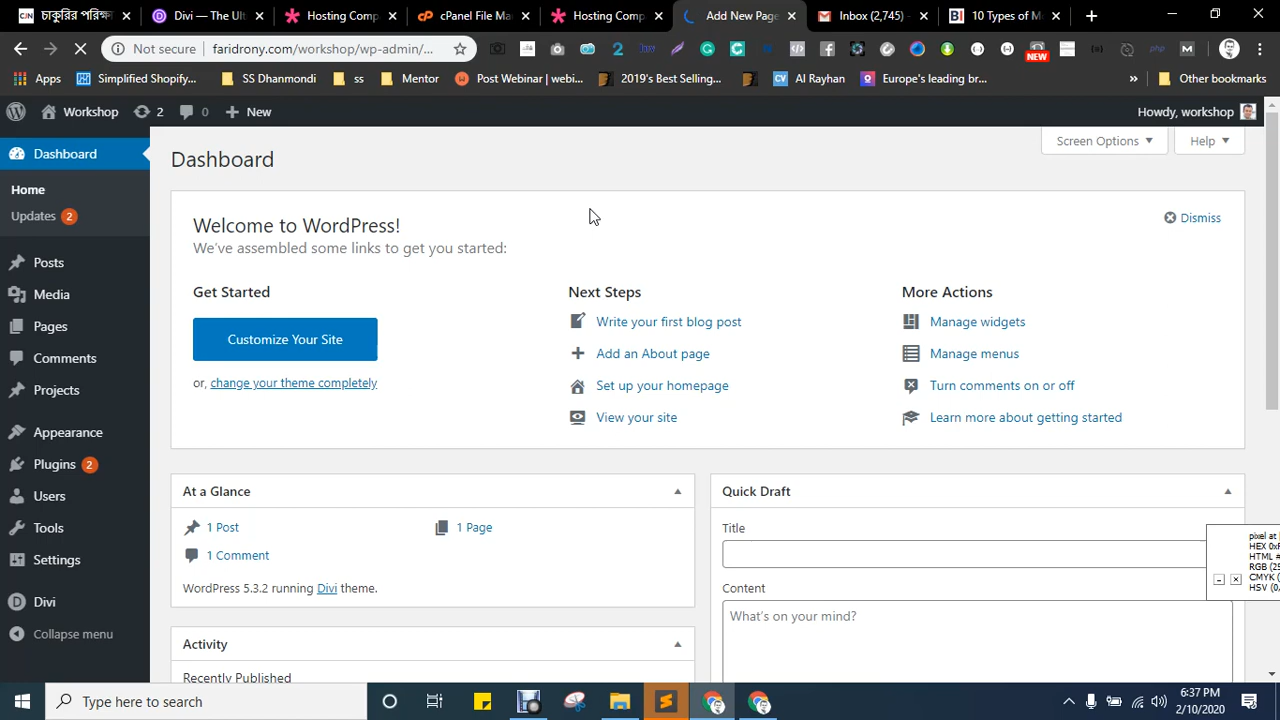 চাকুরির পরিক্ষ
Divi — The Ult
Hosting Comp
cPanel File Ma
Hosting Comp
Add New Page
Inbox (2,745) -
10 Types of Mo
Not secure
faridrony.com/workshop/wp-admin/...
NEW
Apps
Simplified Shopify...
SS Dhanmondi
ss
Mentor
Post Webinar | webi...
2019's Best Selling...
Al Rayhan
Europe's leading br...
Other bookmarks
Workshop
2
0
New
Howdy, workshop
Screen Options
Help
Dashboard
Home
Updates 2
Posts
Media
Pages
Comments
Projects
Appearance
Plugins 2
Users
Tools
Settings
Divi
Collapse menu
Dashboard
Welcome to WordPress!
We've assembled some links to get you started:
Dismiss
Get Started
Customize Your Site
or, change your theme completely
Next Steps
Write your first blog post
Add an About page
Set up your homepage
View your site
More Actions
Manage widgets
Manage menus
Turn comments on or off
Learn more about getting started
At a Glance
1 Post
1 Page
1 Comment
WordPress 5.3.2 running Divi theme.
Activity
Recently Published
Quick Draft
Title
Content
What's on your mind?
pixel at
HTML #
RGB (25
CMYK (
HSV (0,
Type here to search
6:37 PM
2/10/2020